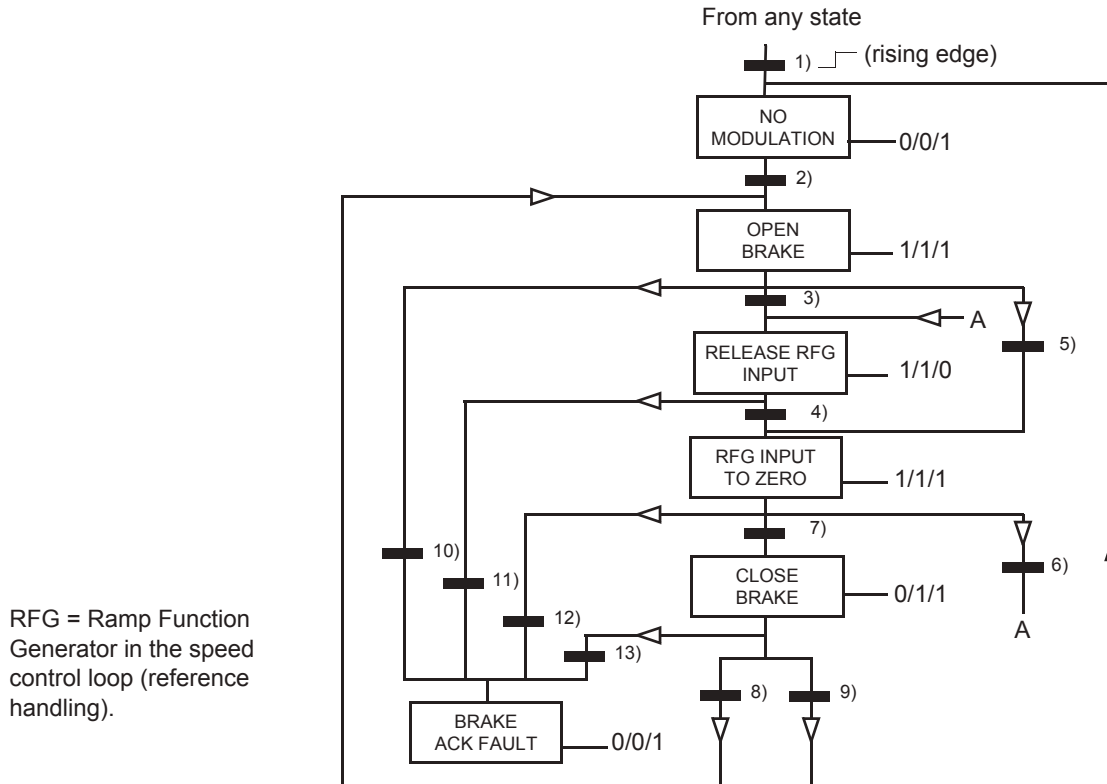 From any state
1)
(rising edge)
NO
MODULATION
0/0/1
2)
OPEN
BRAKE
1/1/1
3)
A
5)
RELEASE RFG
INPUT
1/1/0
4)
RFG INPUT
TO ZERO
1/1/1
7)
6)
A
10)
11)
CLOSE
BRAKE
0/1/1
12)
13)
8)
9)
BRAKE
ACK FAULT
0/0/1
RFG = Ramp Function
Generator in the speed
control loop (reference
handling).